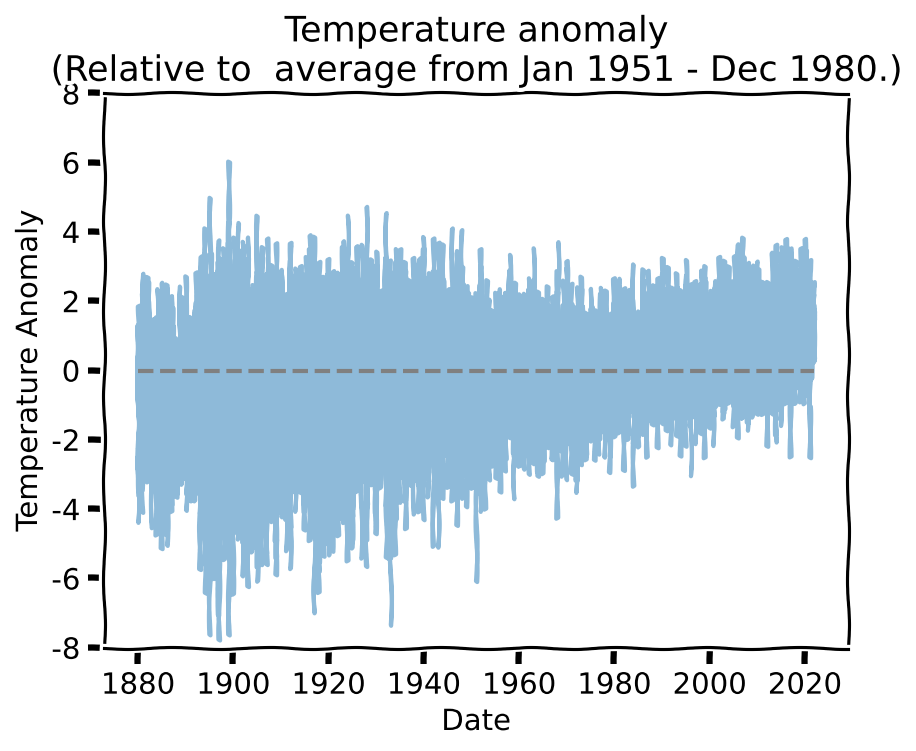 Temperature anomaly
(Relative to  average from Jan 1951 - Dec 1980.)
8
6
4
2
0
-2
-4
-6
-8
Temperature Anomaly
1880 1900 1920 1940 1960 1980 2000 2020
Date